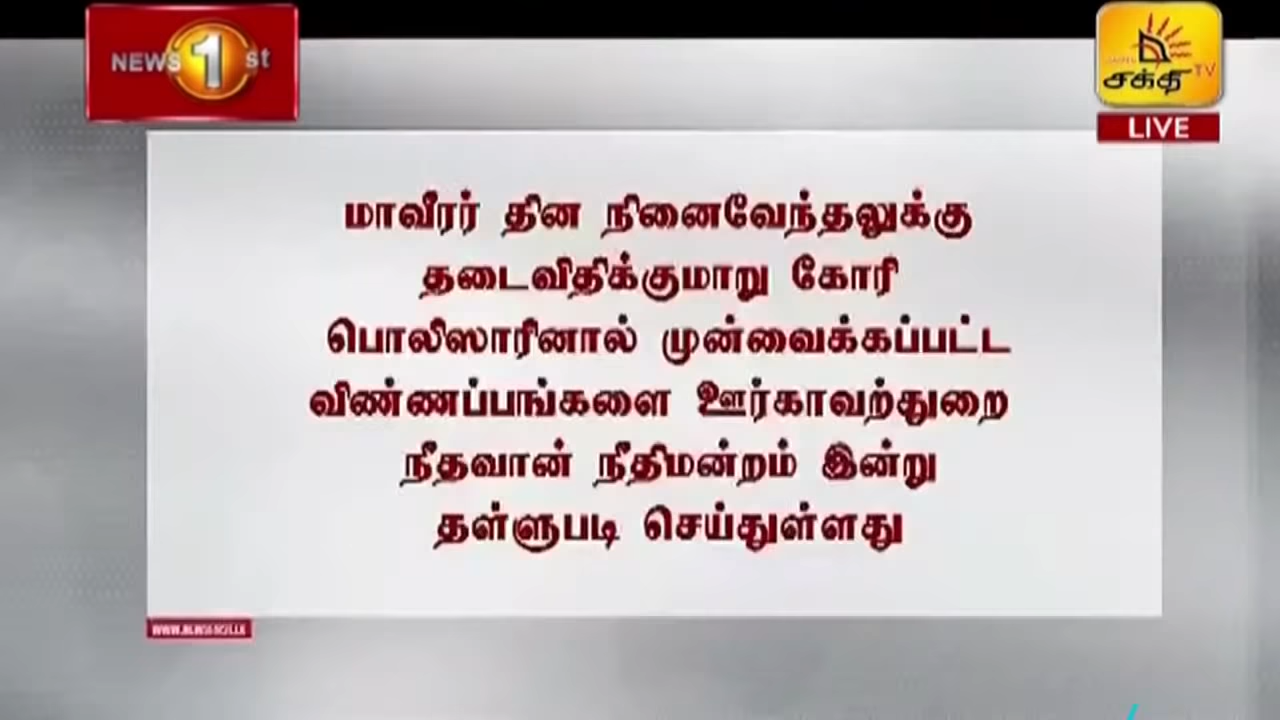 NEWS 1st
சக்தி TV
LIVE
மாவீரர் தின நினைவேந்தலுக்கு
தடைவிதிக்குமாறு கோரி
பொலிஸாரினால் முன்வைக்கப்பட்ட
விண்ணப்பங்களை ஊர்காவற்துறை
நீதவான் நீதிமன்றம் இன்று
தள்ளுபடி செய்துள்ளது